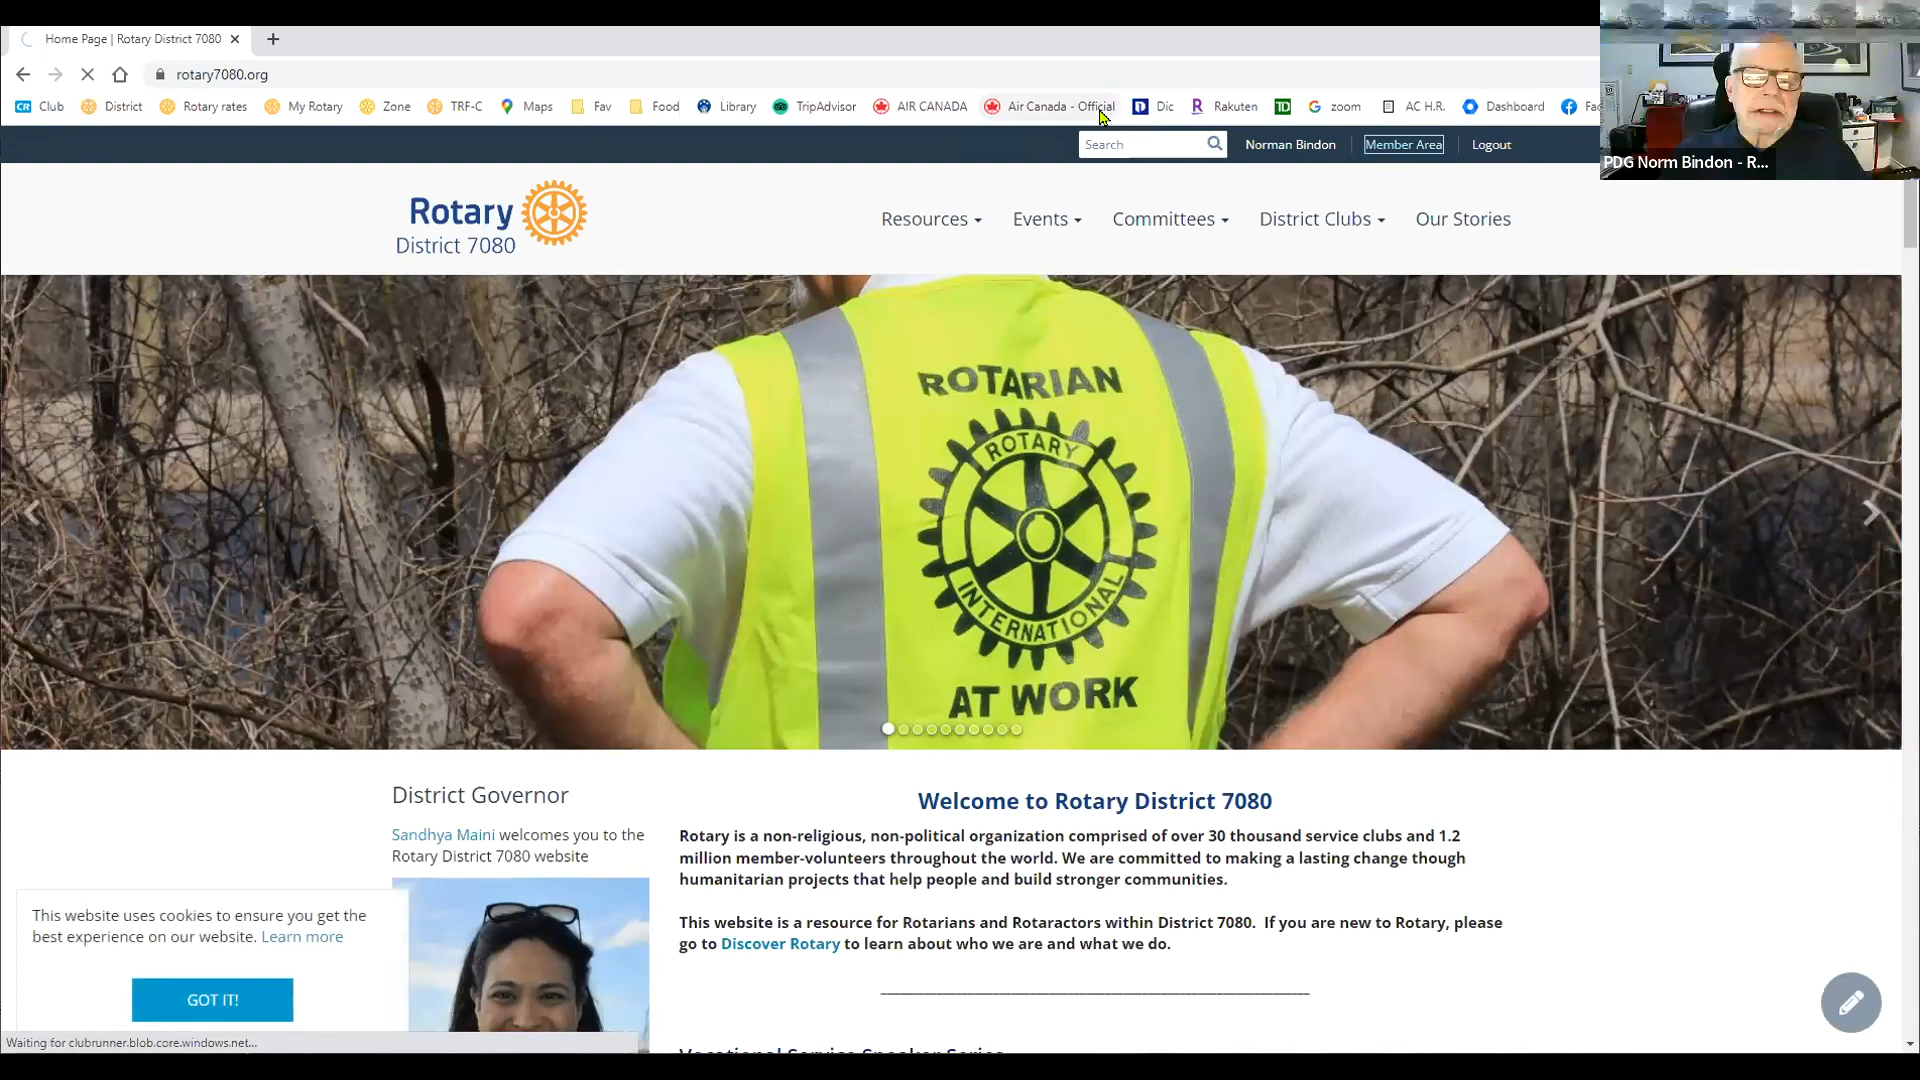 Home Page | Rotary District 7080
rotary7080.org
CR Club District Rotary rates My Rotary Zone TRF-C Maps Fav Food Library TripAdvisor AIR CANADA Air Canada - Official Dic Rakuten TD zoom AC H.R. Dashboard
Search Norman Bindon Member Area Logout
PDG Norm Bindon - R...
Rotary
District 7080
Resources Events Committees District Clubs Our Stories
ROTARIAN
ROTARY
INTERNATIONAL
AT WORK
District Governor
Sandhya Maini welcomes you to the
Rotary District 7080 website
Welcome to Rotary District 7080
Rotary is a non-religious, non-political organization comprised of over 30 thousand service clubs and 1.2
million member-volunteers throughout the world. We are committed to making a lasting change though
humanitarian projects that help people and build stronger communities.
This website is a resource for Rotarians and Rotaractors within District 7080. If you are new to Rotary, please
go to Discover Rotary to learn about who we are and what we do.
Vocational Service Speaker Series
This website uses cookies to ensure you get the
best experience on our website. Learn more
GOT IT!
Waiting for clubrunner.blob.core.windows.net...